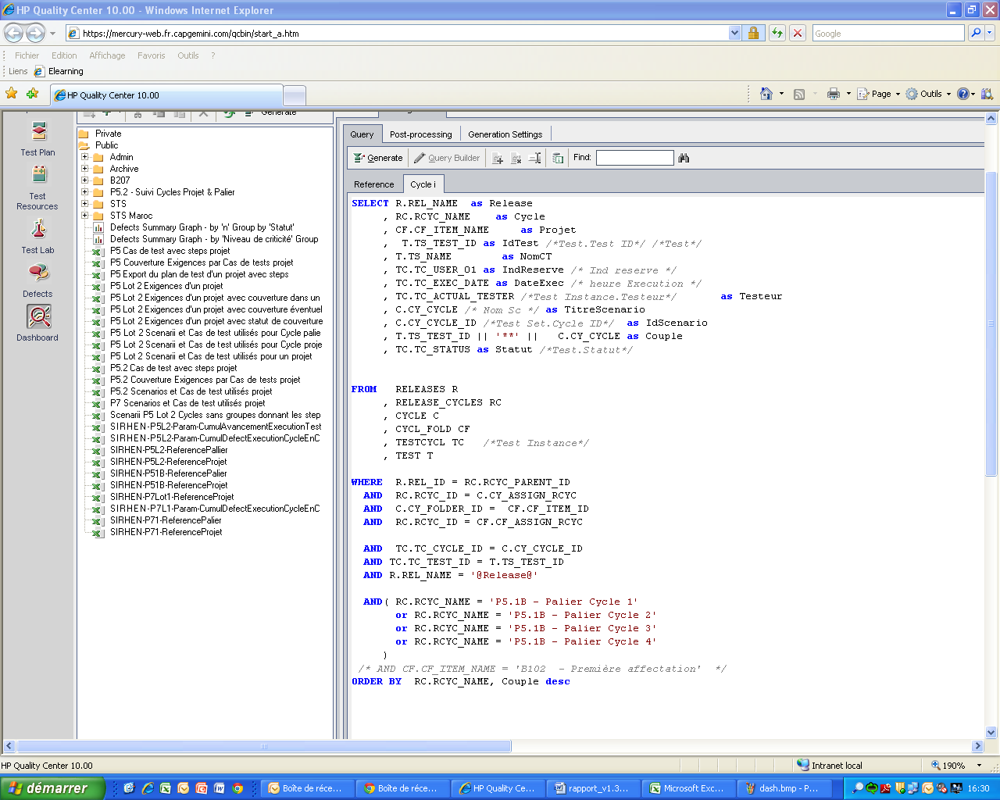 HP Quality Center 10.00 - Windows Internet Explorer
https://mercury-web.fr.capgemini.com/qcbin/start_a.htm
Google
Fichier Edition Affichage Favoris Outils ?
Liens Elearning
HP Quality Center 10.00
Page Outils
Generate
Test Plan
Test Resources
Test Lab
Defects
Dashboard
Private
Public
Admin
Archive
B207
P5.2 - Suivi Cycles Projet & Palier
STS
STS Maroc
Defects Summary Graph - by 'n' Group by 'Statut'
Defects Summary Graph - by 'Niveau de criticité' Group
P5 Cas de test avec steps projet
P5 Couverture Exigences par Cas de tests projet
P5 Export du plan de test d'un projet avec steps
P5 Lot 2 Exigences d'un projet
P5 Lot 2 Exigences d'un projet avec couverture dans un
P5 Lot 2 Exigences d'un projet avec couverture éventuel
P5 Lot 2 Exigences d'un projet avec statut de couverture
P5 Lot 2 Scenarii et Cas de test utilisés pour Cycle palie
P5 Lot 2 Scenarii et Cas de test utilisés pour Cycle proje
P5 Lot 2 Scenarii et Cas de test utilisés pour un projet
P5.2 Cas de test avec steps projet
P5.2 Couverture Exigences par Cas de tests projet
P5.2 Scenarios et Cas de test utilisés projet
P7 Scenarios et Cas de test utilisés projet
Scenarii P5 Lot 2 Cycles sans groupes donnant les step
SIRHEN-P5L2-Param-CumulAvancementExecutionTest
SIRHEN-P5L2-Param-CumulDefectExecutionCycleEnC
SIRHEN-P5L2-ReferencePallier
SIRHEN-P5L2-ReferenceProjet
SIRHEN-P51B-ReferencePalier
SIRHEN-P51B-ReferenceProjet
SIRHEN-P7Lot1-ReferenceProjet
SIRHEN-P7L1-Param-CumulDefectExecutionCycleEnC
SIRHEN-P71-ReferencePalier
SIRHEN-P71-ReferenceProjet
Query Post-processing Generation Settings
Generate Query Builder Find:
Reference Cycle i
SELECT R.REL_NAME as Release
, RC.RCYC_NAME as Cycle
, CF.CF_ITEM_NAME as Projet
, T.TS_TEST_ID as IdTest /*Test.Test ID*/ /*Test*/
, T.TS_NAME as NomCT
, TC.TC_USER_01 as IndReserve /* Ind reserve */
, TC.TC_EXEC_DATE as DateExec /* heure Execution */
, TC.TC_ACTUAL_TESTER /*Test Instance.Testeur*/ as Testeur
, C.CY_CYCLE /* Nom Sc */ as TitreScenario
, C.CY_CYCLE_ID /*Test Set.Cycle ID*/ as IdScenario
, T.TS_TEST_ID || '**' || C.CY_CYCLE as Couple
, TC.TC_STATUS as Statut /*Test.Statut*/
FROM RELEASES R
, RELEASE_CYCLES RC
, CYCLE C
, CYCL_FOLD CF
, TESTCYCL TC /*Test Instance*/
, TEST T
WHERE R.REL_ID = RC.RCYC_PARENT_ID
AND RC.RCYC_ID = C.CY_ASSIGN_RCYC
AND C.CY_FOLDER_ID = CF.CF_ITEM_ID
AND RC.RCYC_ID = CF.CF_ASSIGN_RCYC
AND TC.TC_CYCLE_ID = C.CY_CYCLE_ID
AND TC.TC_TEST_ID = T.TS_TEST_ID
AND R.REL_NAME = '@Release@'
AND( RC.RCYC_NAME = 'P5.1B - Palier Cycle 1'
or RC.RCYC_NAME = 'P5.1B - Palier Cycle 2'
or RC.RCYC_NAME = 'P5.1B - Palier Cycle 3'
or RC.RCYC_NAME = 'P5.1B - Palier Cycle 4'
)
/* AND CF.CF_ITEM_NAME = 'B102 - Première affectation' */
ORDER BY RC.RCYC_NAME, Couple desc
HP Quality Center 10.00 Intranet local 190%
démarrer Boîte de réce... Boîte de réce... HP Quality Ce... rapport_v1.3... Microsoft Exc... dash.bmp - P... 16:30